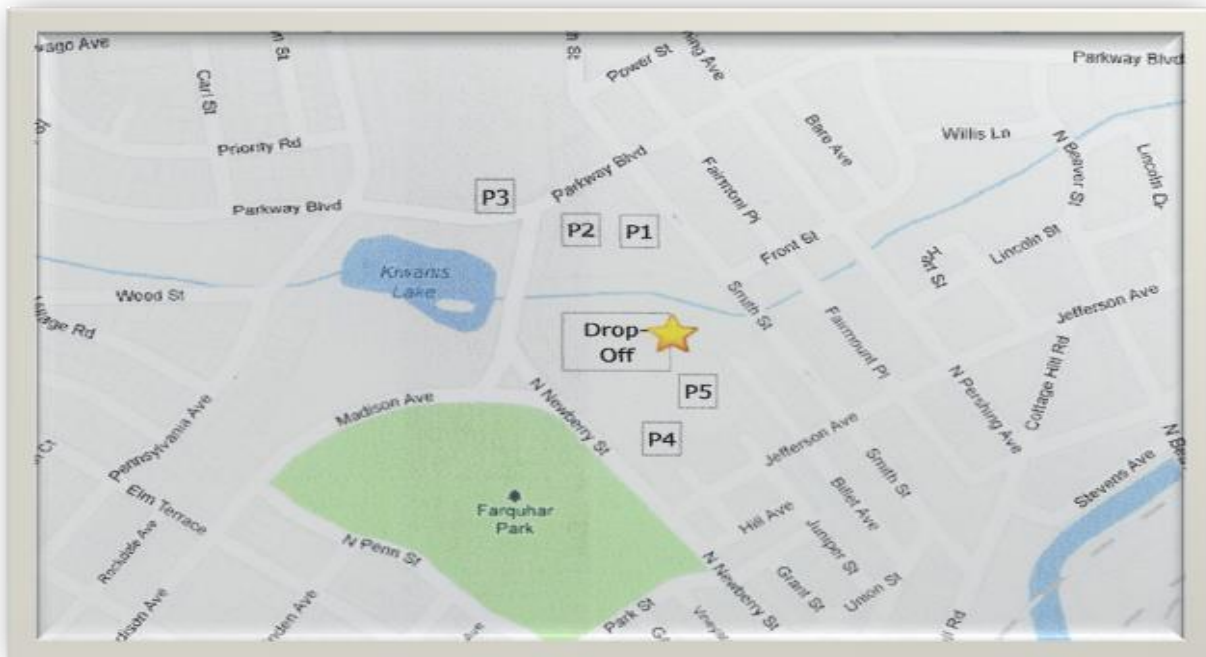 Parkway Blvd
Power St
Carl St
Bare Ave
Willis Ln
N Beaver St
Priority Rd
Lincoln Dr
Parkway Blvd
Fairmont Pl
P3
Parkway Blvd
P2
P1
Front St
Hart St
Lincoln St
Kiwanis
Lake
Wood St
Smith St
Jefferson Ave
Village Rd
Drop-
Off
Fairmount Pl
Cottage Hill Rd
N Pershing Ave
P5
N Newberry St
Madison Ave
P4
Jefferson Ave
Pennsylvania Ave
Smith St
Stevens Ave
Billet Ave
Elm Terrace
Farquhar
Park
Hill Ave
Juniper St
Rockdale Ave
N Penn St
N Newberry St
Grant St
Union St
Park St